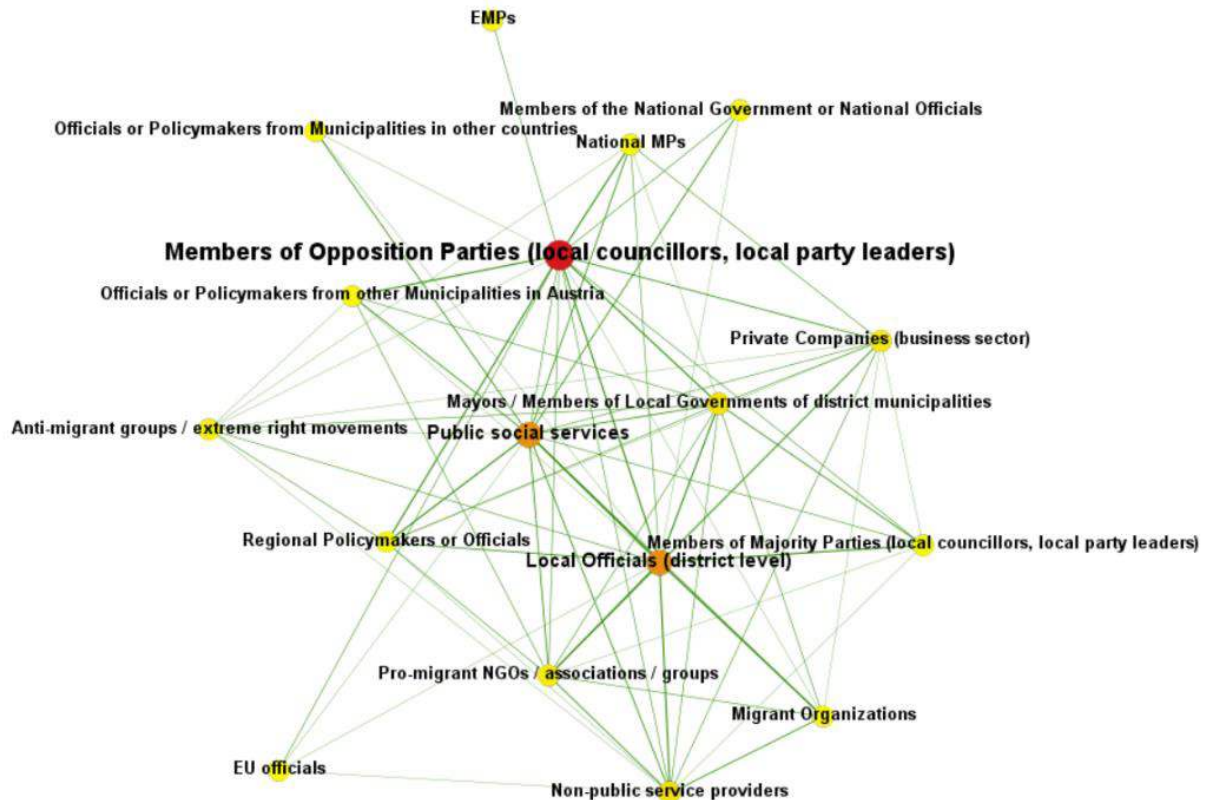 EMPs
Members of the National Government or National Officials
Officials or Policymakers from Municipalities in other countries
National MPs
Members of Opposition Parties (local councillors, local party leaders)
Officials or Policymakers from other Municipalities in Austria
Private Companies (business sector)
Mayors / Members of Local Governments of district municipalities
Anti-migrant groups / extreme right movements
Public social services
Regional Policymakers or Officials
Members of Majority Parties (local councillors, local party leaders)
Local Officials (district level)
Pro-migrant NGOs / associations / groups
Migrant Organizations
EU officials
Non-public service providers